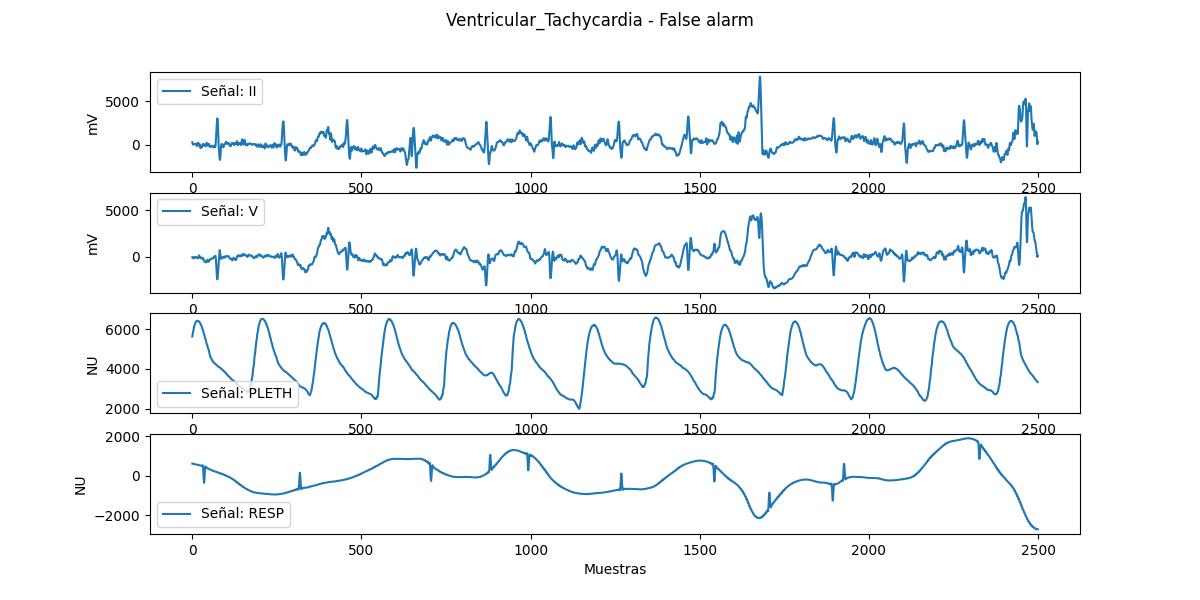 Ventricular_Tachycardia - False alarm
Señal: II
5000
0
mV
0 500 1000 1500 2000 2500
Señal: V
5000
0
mV
0 500 1000 1500 2000 2500
6000
4000
2000
NU
Señal: PLETH
0 500 1000 1500 2000 2500
2000
0
−2000
NU
Señal: RESP
0 500 1000 1500 2000 2500
Muestras